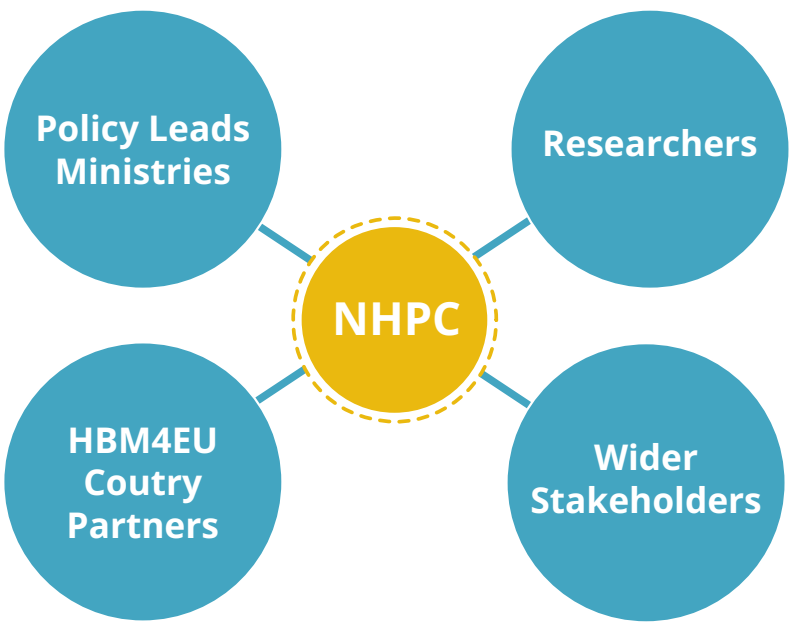 Policy Leads
Ministries
Researchers
NHPC
HBM4EU
Coutry
Partners
Wider
Stakeholders